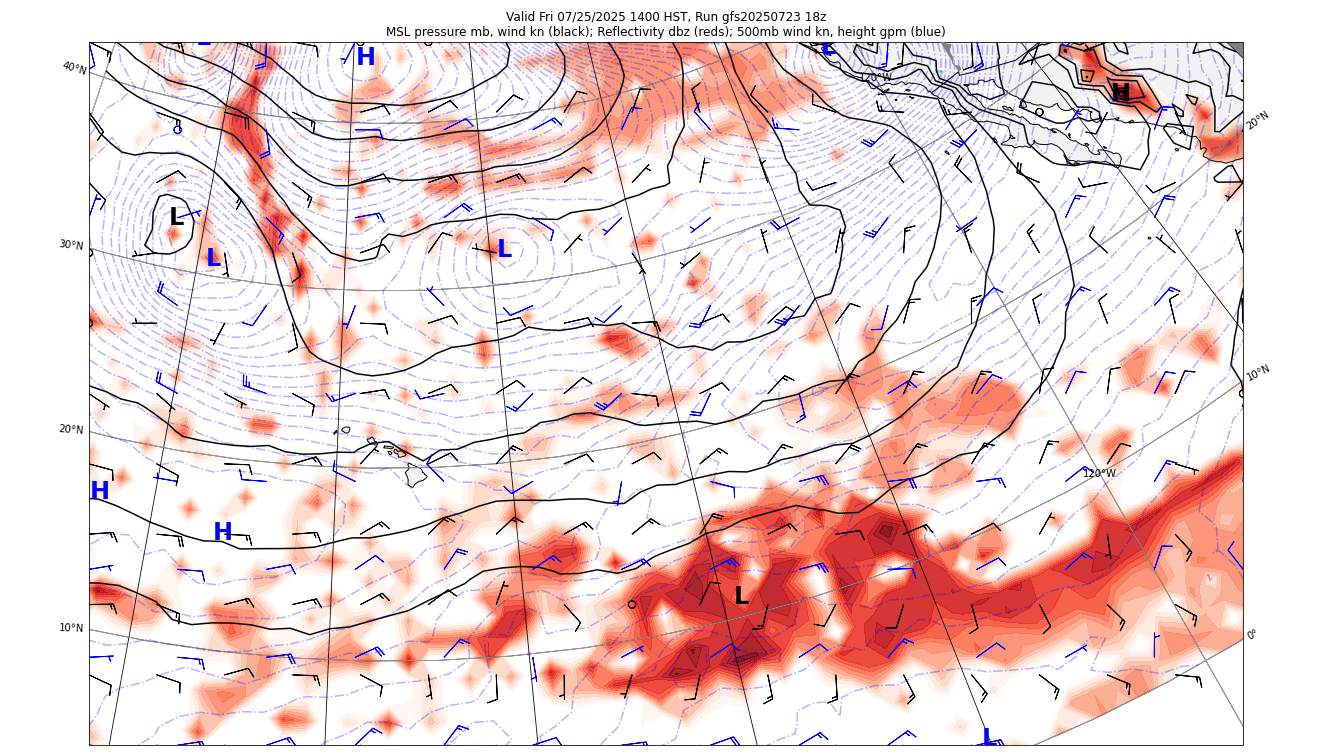 Valid Fri 07/25/2025 1400 HST, Run gfs20250723 18z
MSL pressure mb, wind kn (black); Reflectivity dbz (reds); 500mb wind kn, height gpm (blue)
L
H
40°N
120°W
H
20°N
L
30°N
L
L
10°N
20°N
120°W
H
H
L
10°N
0°
L